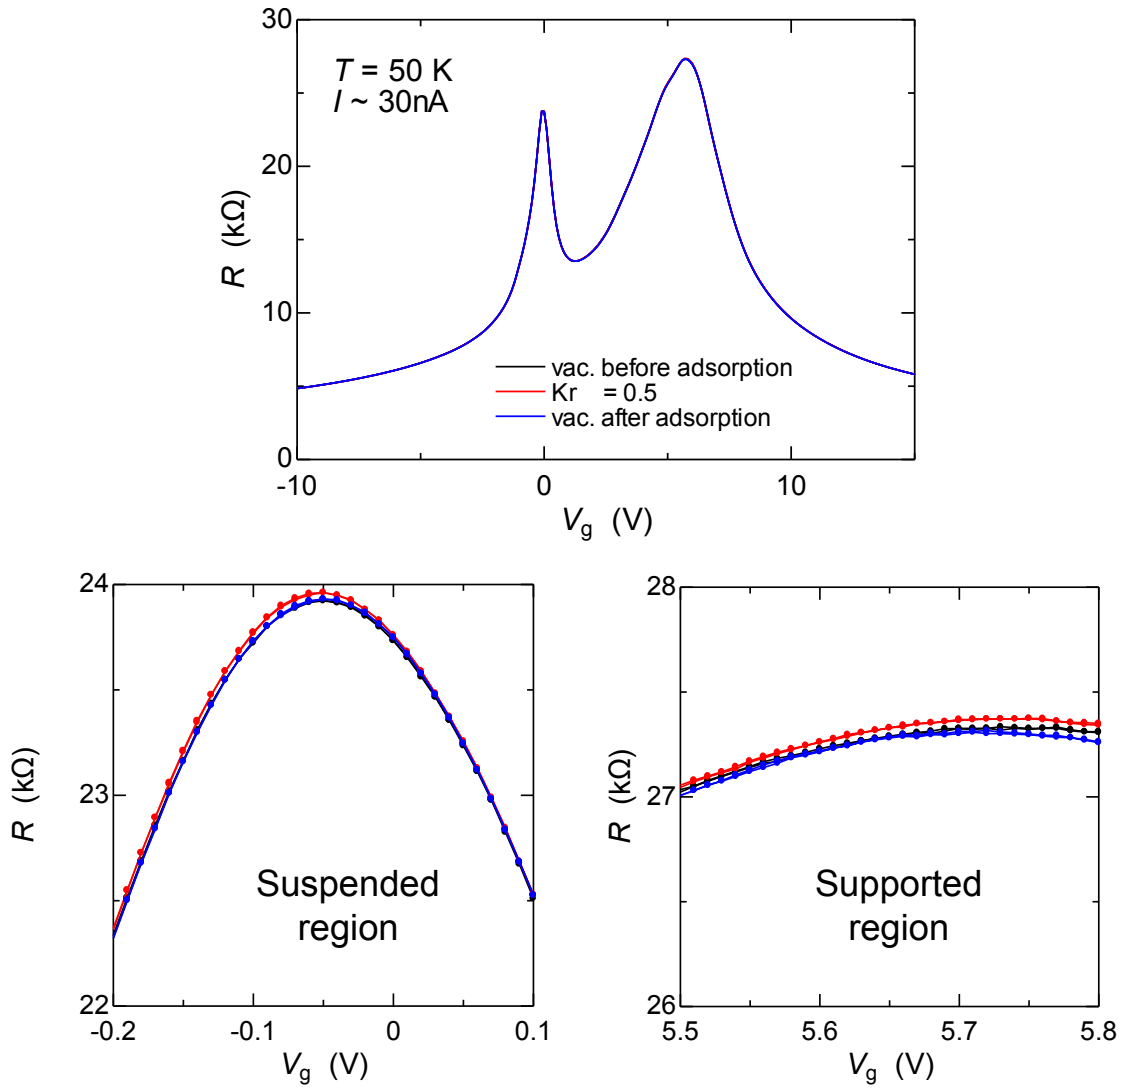 30
20
10
0
R (kΩ)
T = 50 K
I ~ 30nA
vac. before adsorption
Kr = 0.5
vac. after adsorption
-10
0
10
Vg (V)
24
23
22
R (kΩ)
Suspended
region
-0.2
-0.1
0
0.1
Vg (V)
28
27
26
R (kΩ)
Supported
region
5.5
5.6
5.7
5.8
Vg (V)